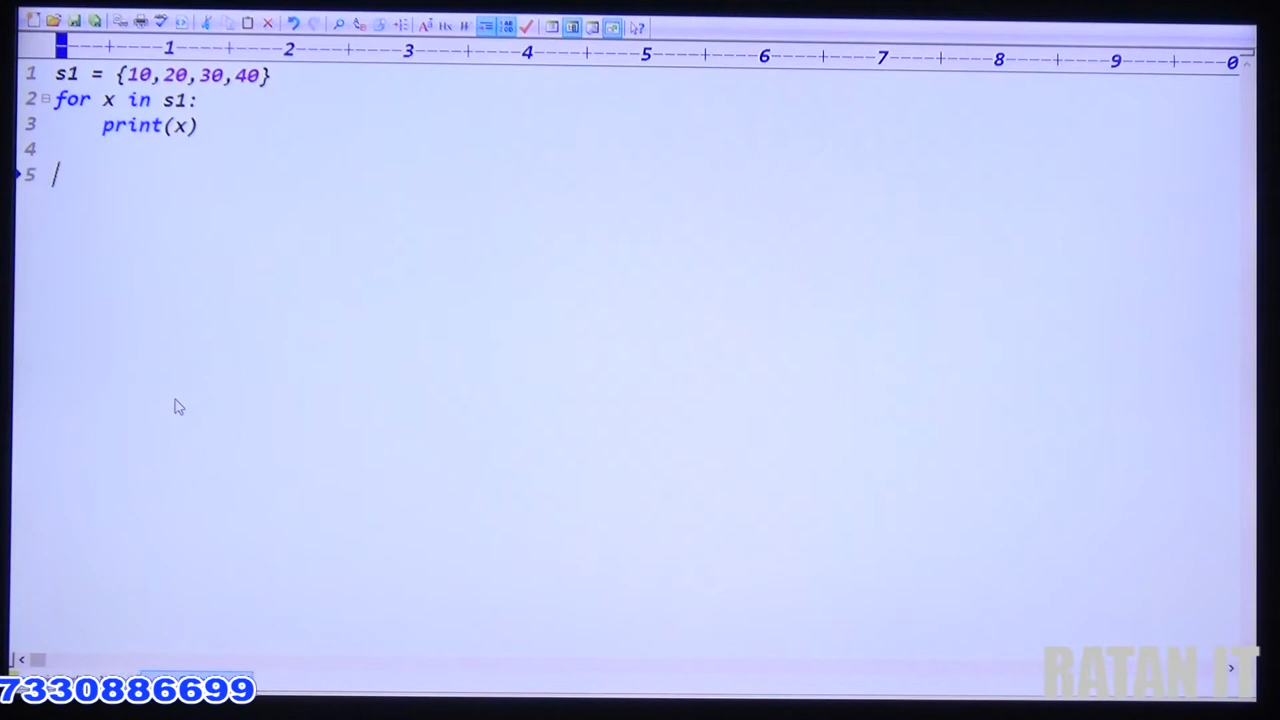 1 2 3 4 5 6 7 8 9 0
1 s1 = {10,20,30,40}
2 for x in s1:
3     print(x)
4
5
RATAN IT
7330886699